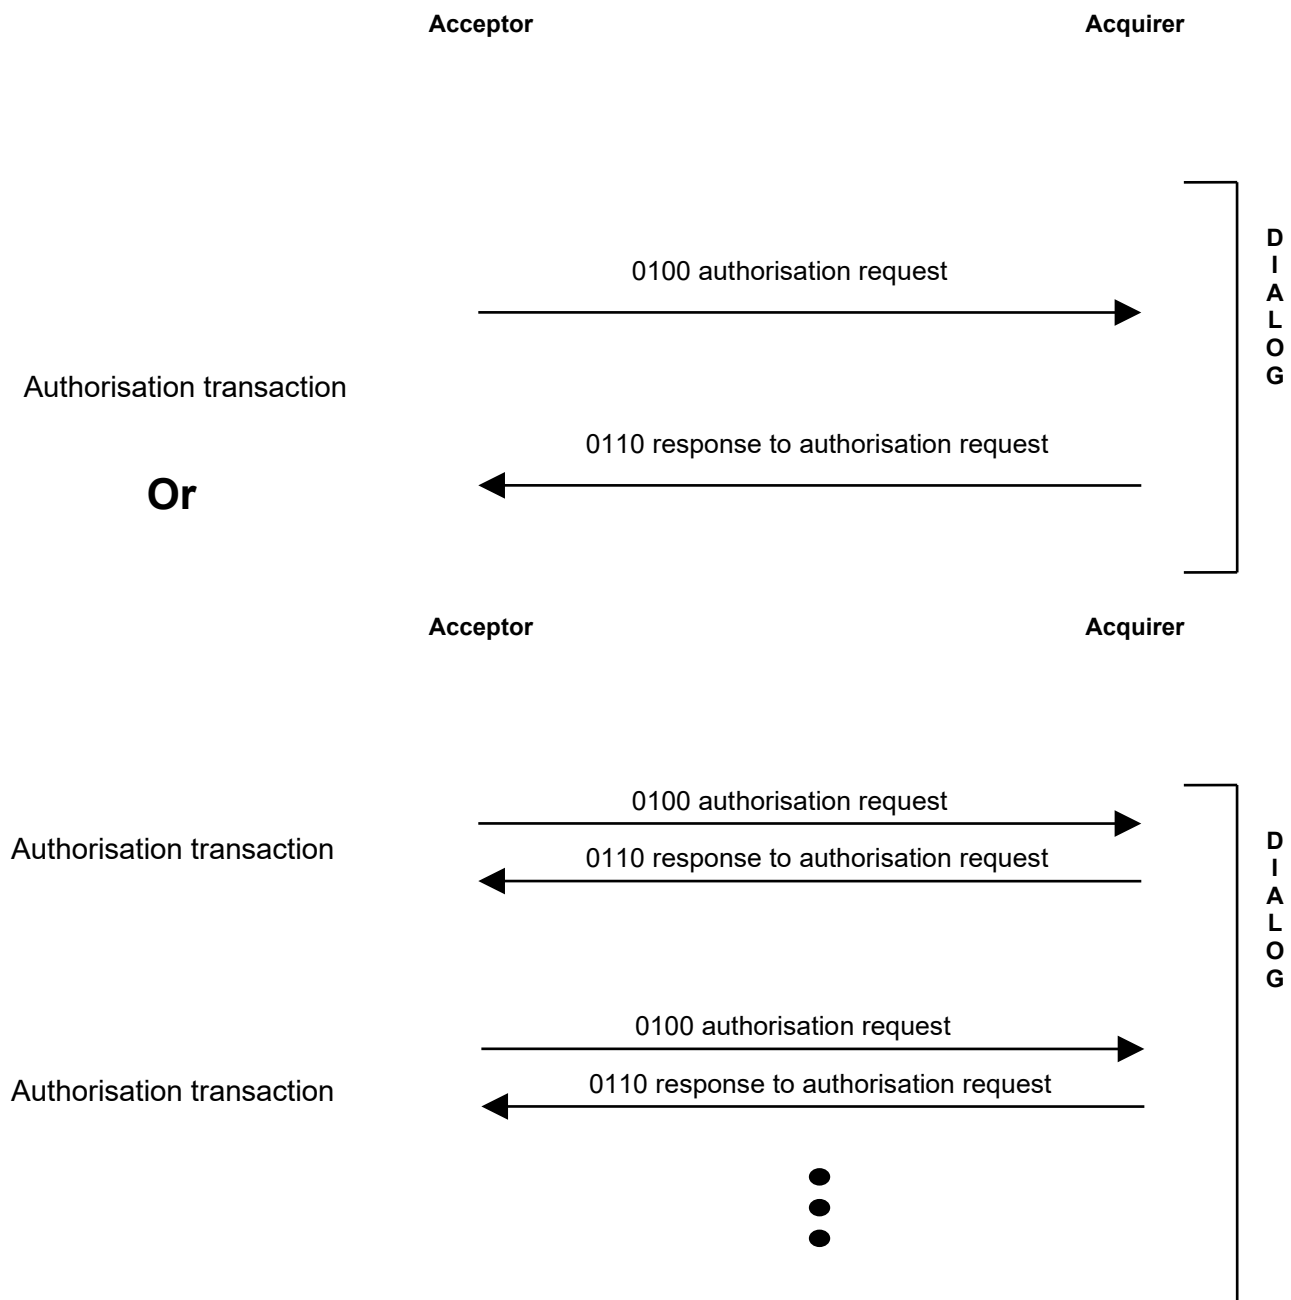 Acceptor Acquirer
0100 authorisation request
Authorisation transaction
0110 response to authorisation request
Or
D
I
A
L
O
G
Acceptor Acquirer
0100 authorisation request
Authorisation transaction
0110 response to authorisation request
D
I
A
L
O
G
0100 authorisation request
Authorisation transaction
0110 response to authorisation request